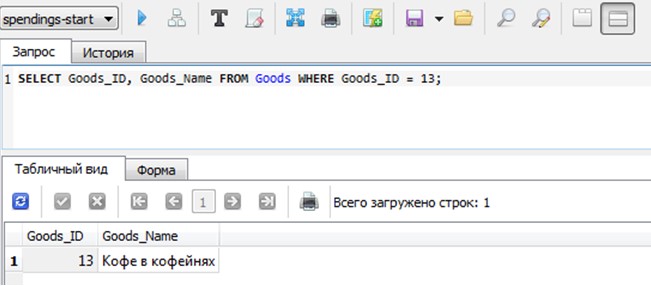 spendings-start
Запрос История
1 SELECT Goods_ID, Goods_Name FROM Goods WHERE Goods_ID = 13;
Табличный вид Форма
1 Всего загружено строк: 1
Goods_ID Goods_Name
1 13 Кофе в кофейнях